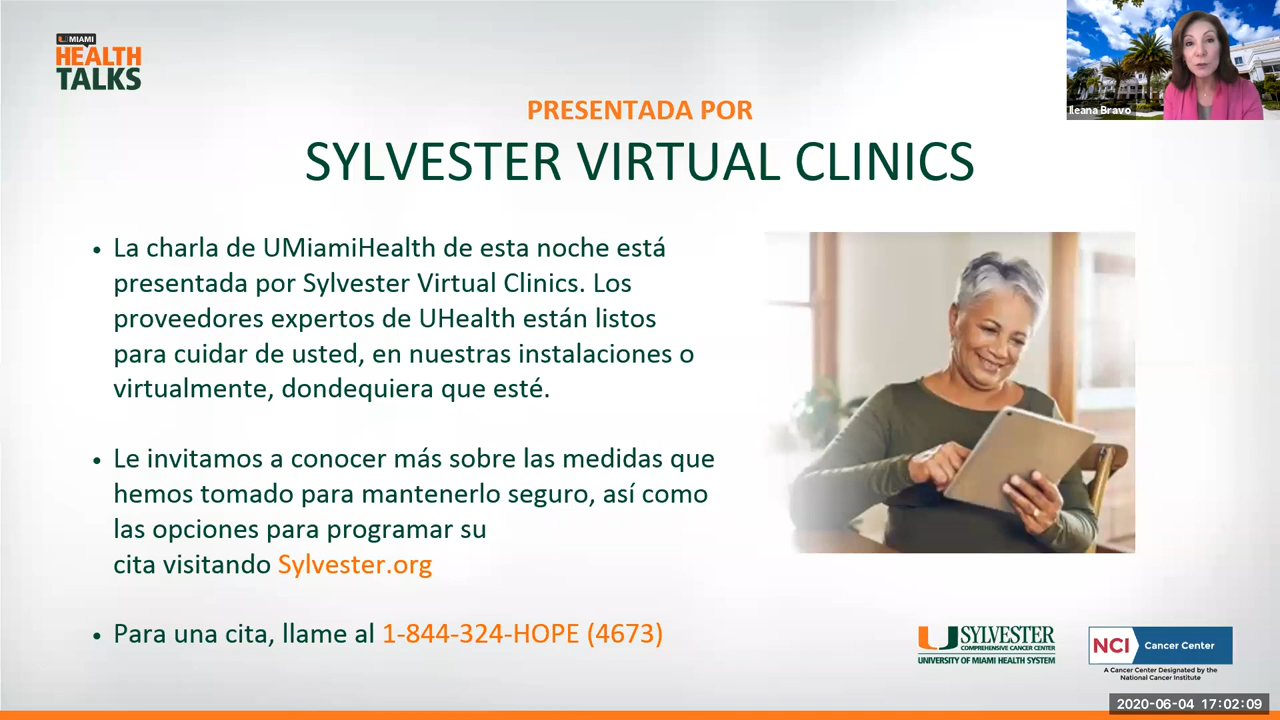 U MIAMI
HEALTH
TALKS
Ileana Bravo
PRESENTADA POR
SYLVESTER VIRTUAL CLINICS
• La charla de UMiamiHealth de esta noche está
presentada por Sylvester Virtual Clinics. Los
proveedores expertos de UHealth están listos
para cuidar de usted, en nuestras instalaciones o
virtualmente, dondequiera que esté.
• Le invitamos a conocer más sobre las medidas que
hemos tomado para mantenerlo seguro, así como
las opciones para programar su
cita visitando Sylvester.org
• Para una cita, llame al 1-844-324-HOPE (4673)
SYLVESTER
COMPREHENSIVE CANCER CENTER
UNIVERSITY OF MIAMI HEALTH SYSTEM
NCI Cancer Center
A Cancer Center Designated by the
National Cancer Institute
2020-06-04 17:02:09